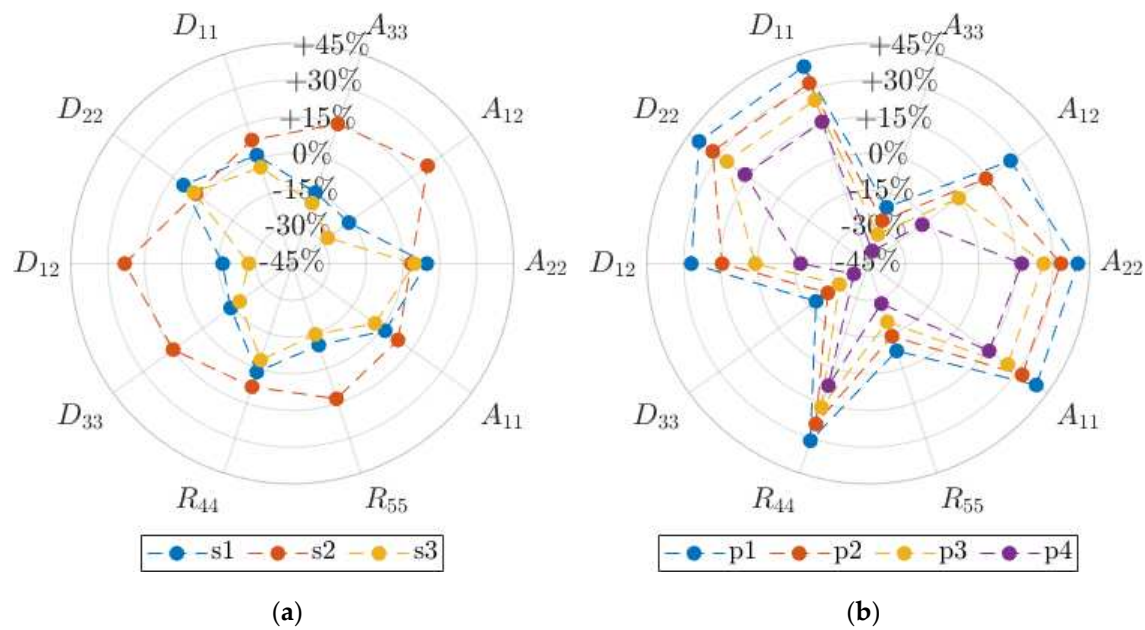 D₁₁ A₃₃
+45%
D₂₂ +30% A₁₂
+15%
0%
-15%
-30%
D₁₂ -45% A₂₂
D₃₃ A₁₁
R₄₄ R₅₅
s1 s2 s3
(a)
D₁₁ A₃₃
+45%
D₂₂ +30% A₁₂
+15%
0%
-15%
-30%
D₁₂ -45% A₂₂
D₃₃ A₁₁
R₄₄ R₅₅
p1 p2 p3 p4
(b)